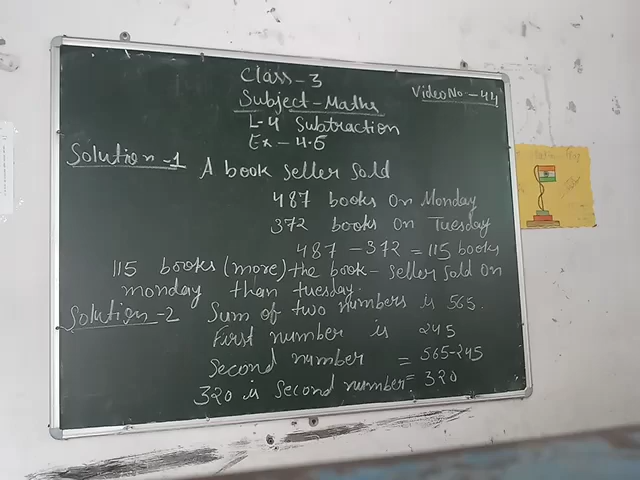 Class-3
Video No:-44
Subject-Maths
L-4 Subtraction
Ex-4.5
Solution-1 A book seller sold
487 books on Monday
372 books on Tuesday
487-372=115 books
115 books (more) the book-seller sold on
monday than tuesday.
Solution-2 Sum of two numbers is 565.
First number is 245
Second number = 565-245
320 is second number = 320